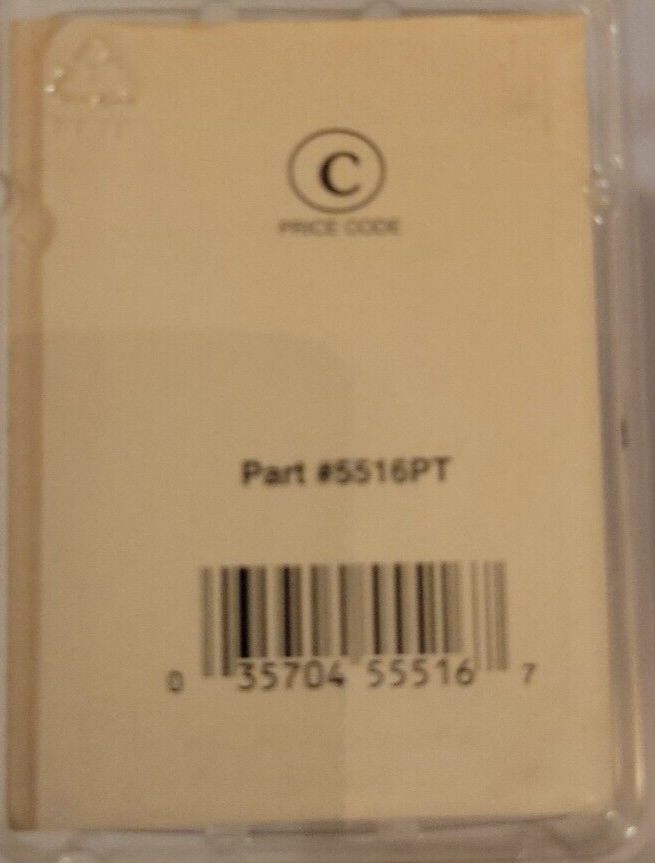 C
PRICE CODE
Part #5516PT
0 35704 55516 7